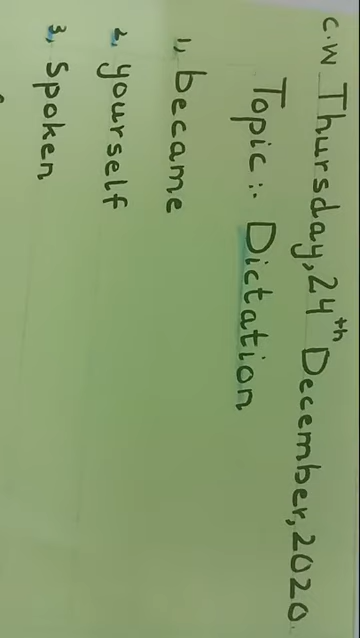 C.W Thursday, 24th December, 2020.
Topic:- Dictation
1, became
2, yourself
3, spoken